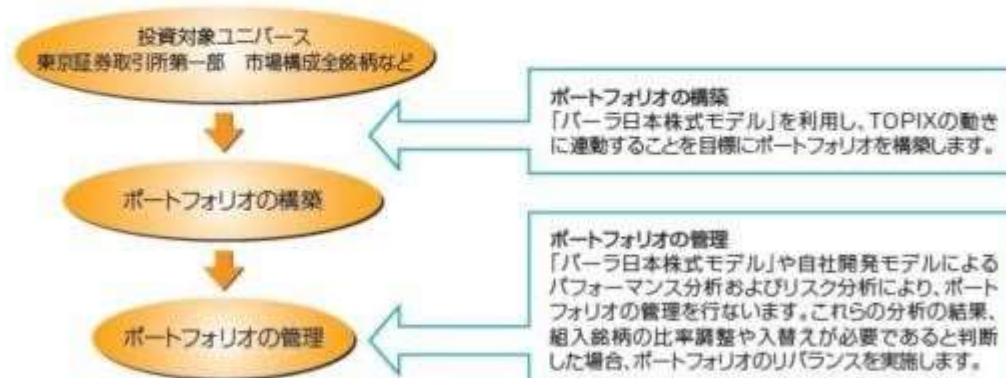 投資対象ユニバース
東京証券取引所第一部　市場構成全銘柄など
ポートフォリオの構築
「バーラ日本株式モデル」を利用し、TOPIXの動き
に連動することを目標にポートフォリオを構築します。
ポートフォリオの構築
ポートフォリオの管理
「バーラ日本株式モデル」や自社開発モデルによる
パフォーマンス分析およびリスク分析により、ポート
フォリオの管理を行ないます。これらの分析の結果、
組入銘柄の比率調整や入替えが必要であると判断
した場合、ポートフォリオのリバランスを実施します。
ポートフォリオの管理